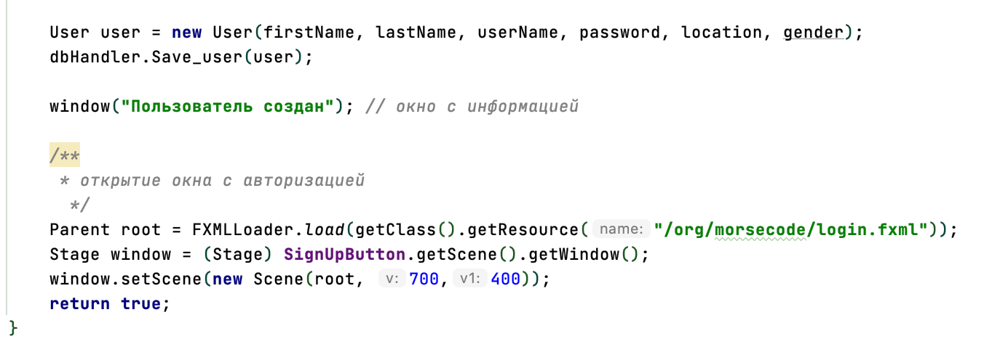 User user = new User(firstName, lastName, userName, password, location, gender);
dbHandler.Save_user(user);
window("Пользователь создан"); // окно с информацией
/**
* открытие окна с авторизацией
*/
Parent root = FXMLLoader.load(getClass().getResource( name: "/org/morsecode/login.fxml"));
Stage window = (Stage) SignUpButton.getScene().getWindow();
window.setScene(new Scene(root, v: 700, v1: 400));
return true;
}